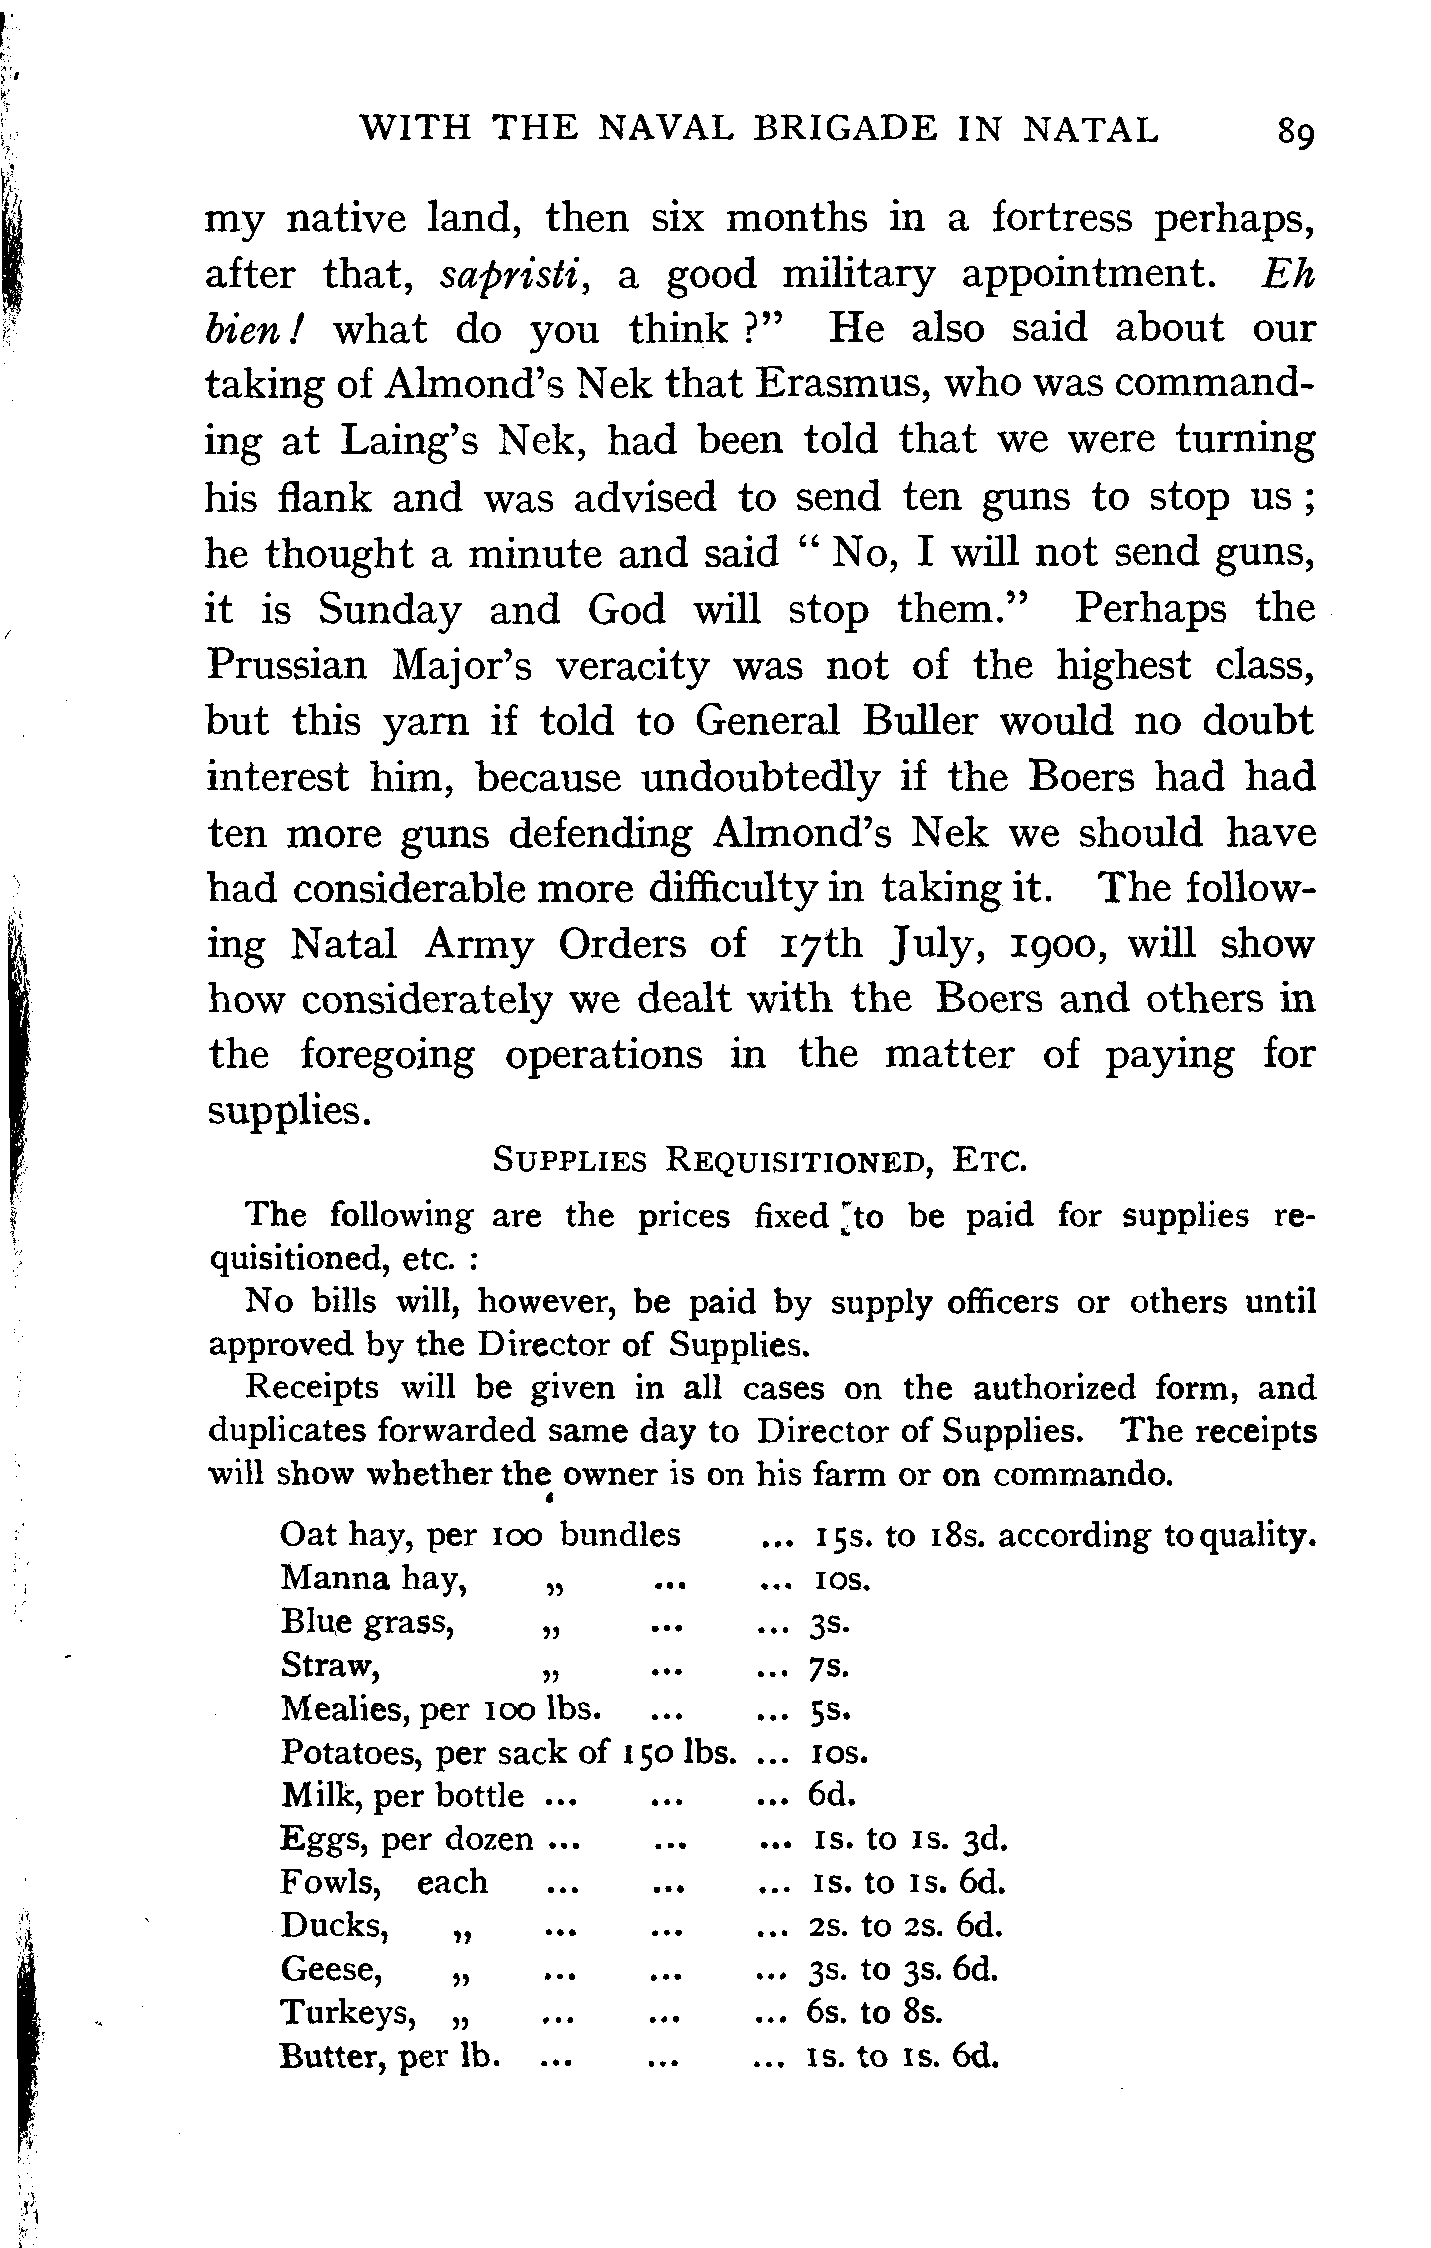 WITH THE NAVAL BRIGADE IN NATAL 89
my native land, then six months in a fortress perhaps,
after that, sapristi, a good military appointment. Eh
bien! what do you think?” He also said about our
taking of Almond’s Nek that Erasmus, who was command-
ing at Laing’s Nek, had been told that we were turning
his flank and was advised to send ten guns to stop us;
he thought a minute and said “No, I will not send guns,
it is Sunday and God will stop them.” Perhaps the
Prussian Major’s veracity was not of the highest class,
but this yarn if told to General Buller would no doubt
interest him, because undoubtedly if the Boers had had
ten more guns defending Almond’s Nek we should have
had considerable more difficulty in taking it. The follow-
ing Natal Army Orders of 17th July, 1900, will show
how considerately we dealt with the Boers and others in
the foregoing operations in the matter of paying for
supplies.
SUPPLIES REQUISITIONED, ETC.
The following are the prices fixed to be paid for supplies re-
quisitioned, etc. :
No bills will, however, be paid by supply officers or others until
approved by the Director of Supplies.
Receipts will be given in all cases on the authorized form, and
duplicates forwarded same day to Director of Supplies. The receipts
will show whether the owner is on his farm or on commando.
Oat hay, per 100 bundles ... 15s. to 18s. according to quality.
Manna hay, „ ... ... 10s.
Blue grass, „ ... ... 3s.
Straw, „ ... ... 7s.
Mealies, per 100 lbs. ... ... 5s.
Potatoes, per sack of 150 lbs. ... 10s.
Milk, per bottle ... ... ... 6d.
Eggs, per dozen ... ... ... 1s. to 1s. 3d.
Fowls, each ... ... ... 1s. to 1s. 6d.
Ducks, „ ... ... ... 2s. to 2s. 6d.
Geese, „ ... ... ... 3s. to 3s. 6d.
Turkeys, „ ... ... ... 6s. to 8s.
Butter, per lb. ... ... ... 1s. to 1s. 6d.